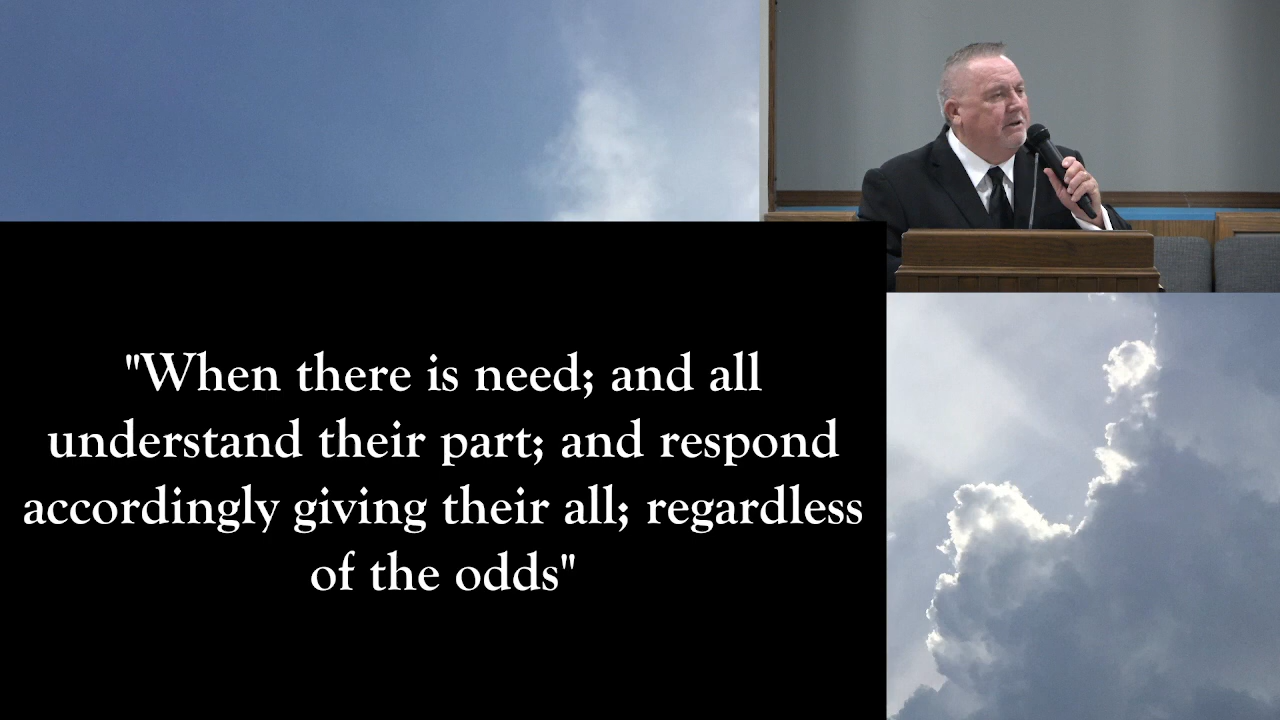 "When there is need; and all
understand their part; and respond
accordingly giving their all; regardless
of the odds"